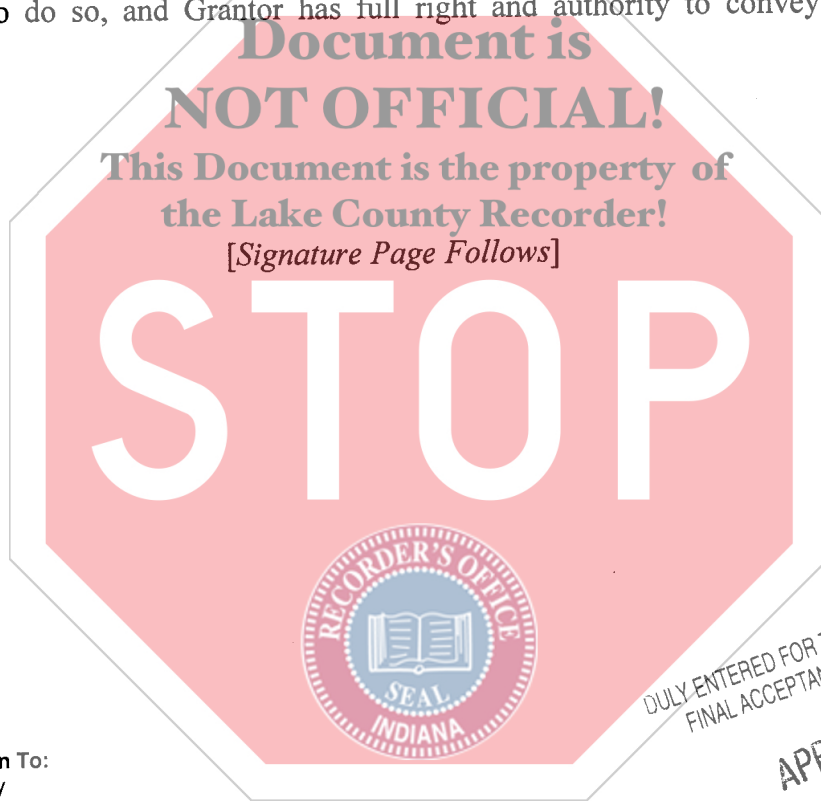 do so, and Grantor has full right and authority to convey
Document is
NOT OFFICIAL!
This Document is the property of
the Lake County Recorder!
[Signature Page Follows]
STOP
RECORDER'S OFFICE
SEAL
INDIANA
DULY ENTERED FOR
FINAL ACCEPTAN
To: